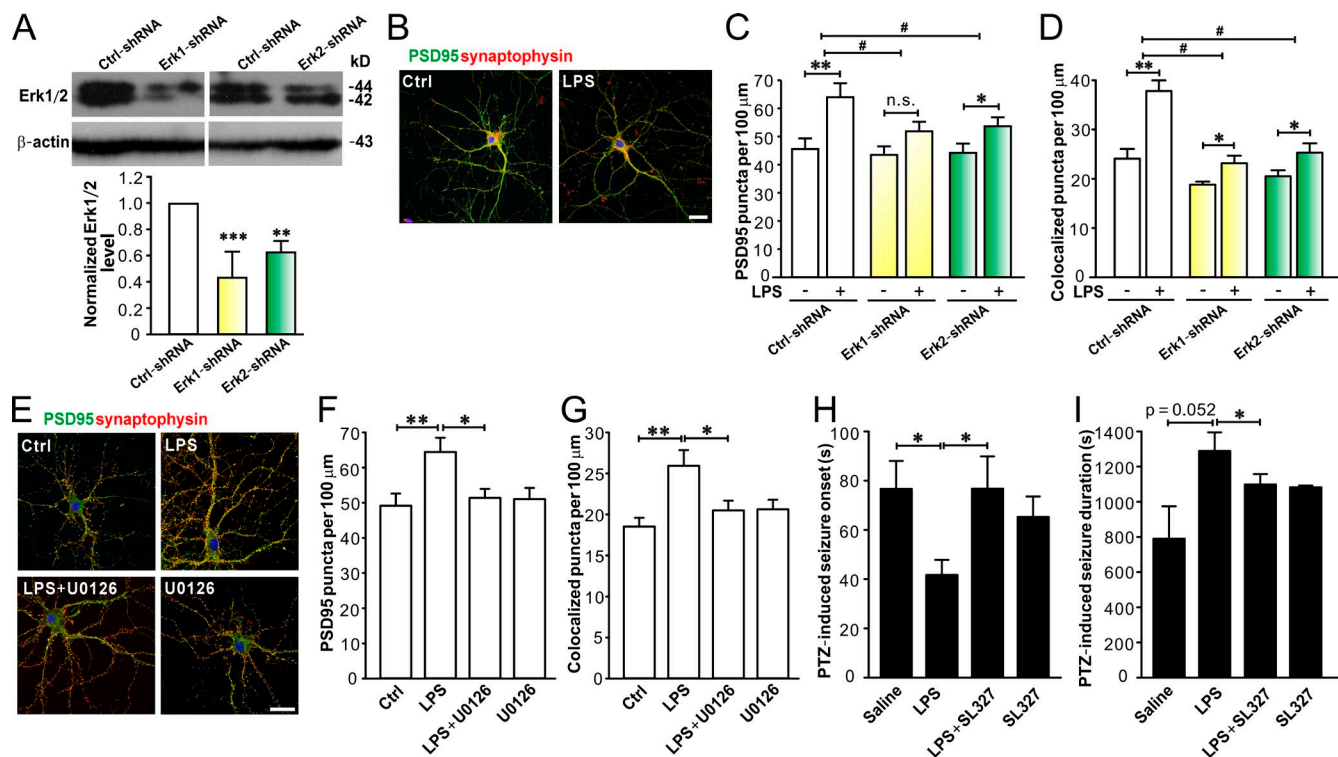 A
Ctrl-shRNA
Erk1-shRNA
Ctrl-shRNA
Erk2-shRNA
kD
Erk1/2
-44
-42
β-actin
-43
Normalized Erk1/2
level
1.2
1.0
0.8
0.6
0.4
0.2
0
***
**
Ctrl-shRNA
Erk1-shRNA
Erk2-shRNA
B
PSD95 synaptophysin
Ctrl
LPS
C
PSD95 puncta per 100 μm
70
60
50
40
30
20
10
0
#
#
**
n.s.
*
LPS - + - + - +
Ctrl-shRNA
Erk1-shRNA
Erk2-shRNA
D
Colocalized puncta per 100 μm
40
30
20
10
0
#
#
**
*
*
LPS - + - + - +
Ctrl-shRNA
Erk1-shRNA
Erk2-shRNA
E
PSD95 synaptophysin
Ctrl
LPS
LPS+U0126
U0126
F
PSD95 puncta per 100 μm
70
60
50
40
30
20
10
0
**
*
Ctrl
LPS
LPS+U0126
U0126
G
Colocalized puncta per 100 μm
30
25
20
15
10
5
0
**
*
Ctrl
LPS
LPS+U0126
U0126
H
PTZ-induced seizure onset (s)
100
80
60
40
20
0
*
*
Saline
LPS
LPS+SL327
SL327
I
PTZ-induced seizure duration (s)
1400
1200
1000
800
600
400
200
0
p = 0.052
*
Saline
LPS
LPS+SL327
SL327